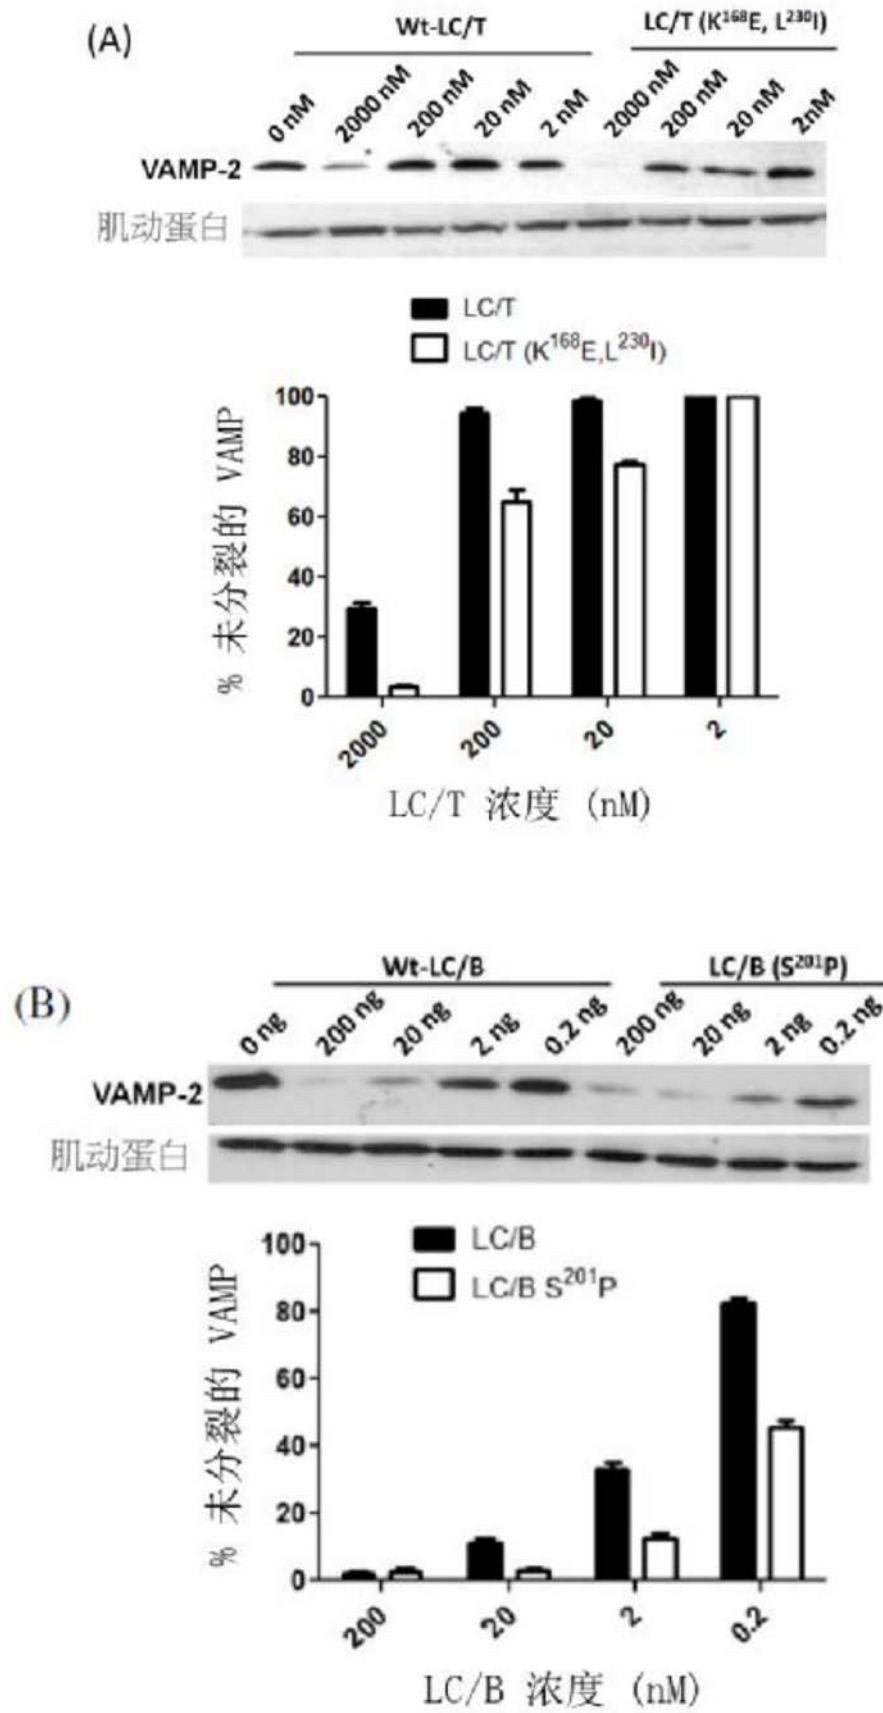 (A)
Wt-LC/T
LC/T (K¹⁶⁸E, L²³⁰I)
0 nM 2000 nM 200 nM 20 nM 2 nM 2000 nM 200 nM 20 nM 2nM
VAMP-2
肌动蛋白
LC/T
LC/T (K¹⁶⁸E,L²³⁰I)
% 未分裂的 VAMP
100
80
60
40
20
0
2000 200 20 2
LC/T 浓度 (nM)
(B)
Wt-LC/B
LC/B (S²⁰¹P)
0 ng 200 ng 20 ng 2 ng 0.2 ng 200 ng 20 ng 2 ng 0.2 ng
VAMP-2
肌动蛋白
LC/B
LC/B S²⁰¹P
% 未分裂的 VAMP
100
80
60
40
20
0
200 20 2 0.2
LC/B 浓度 (nM)